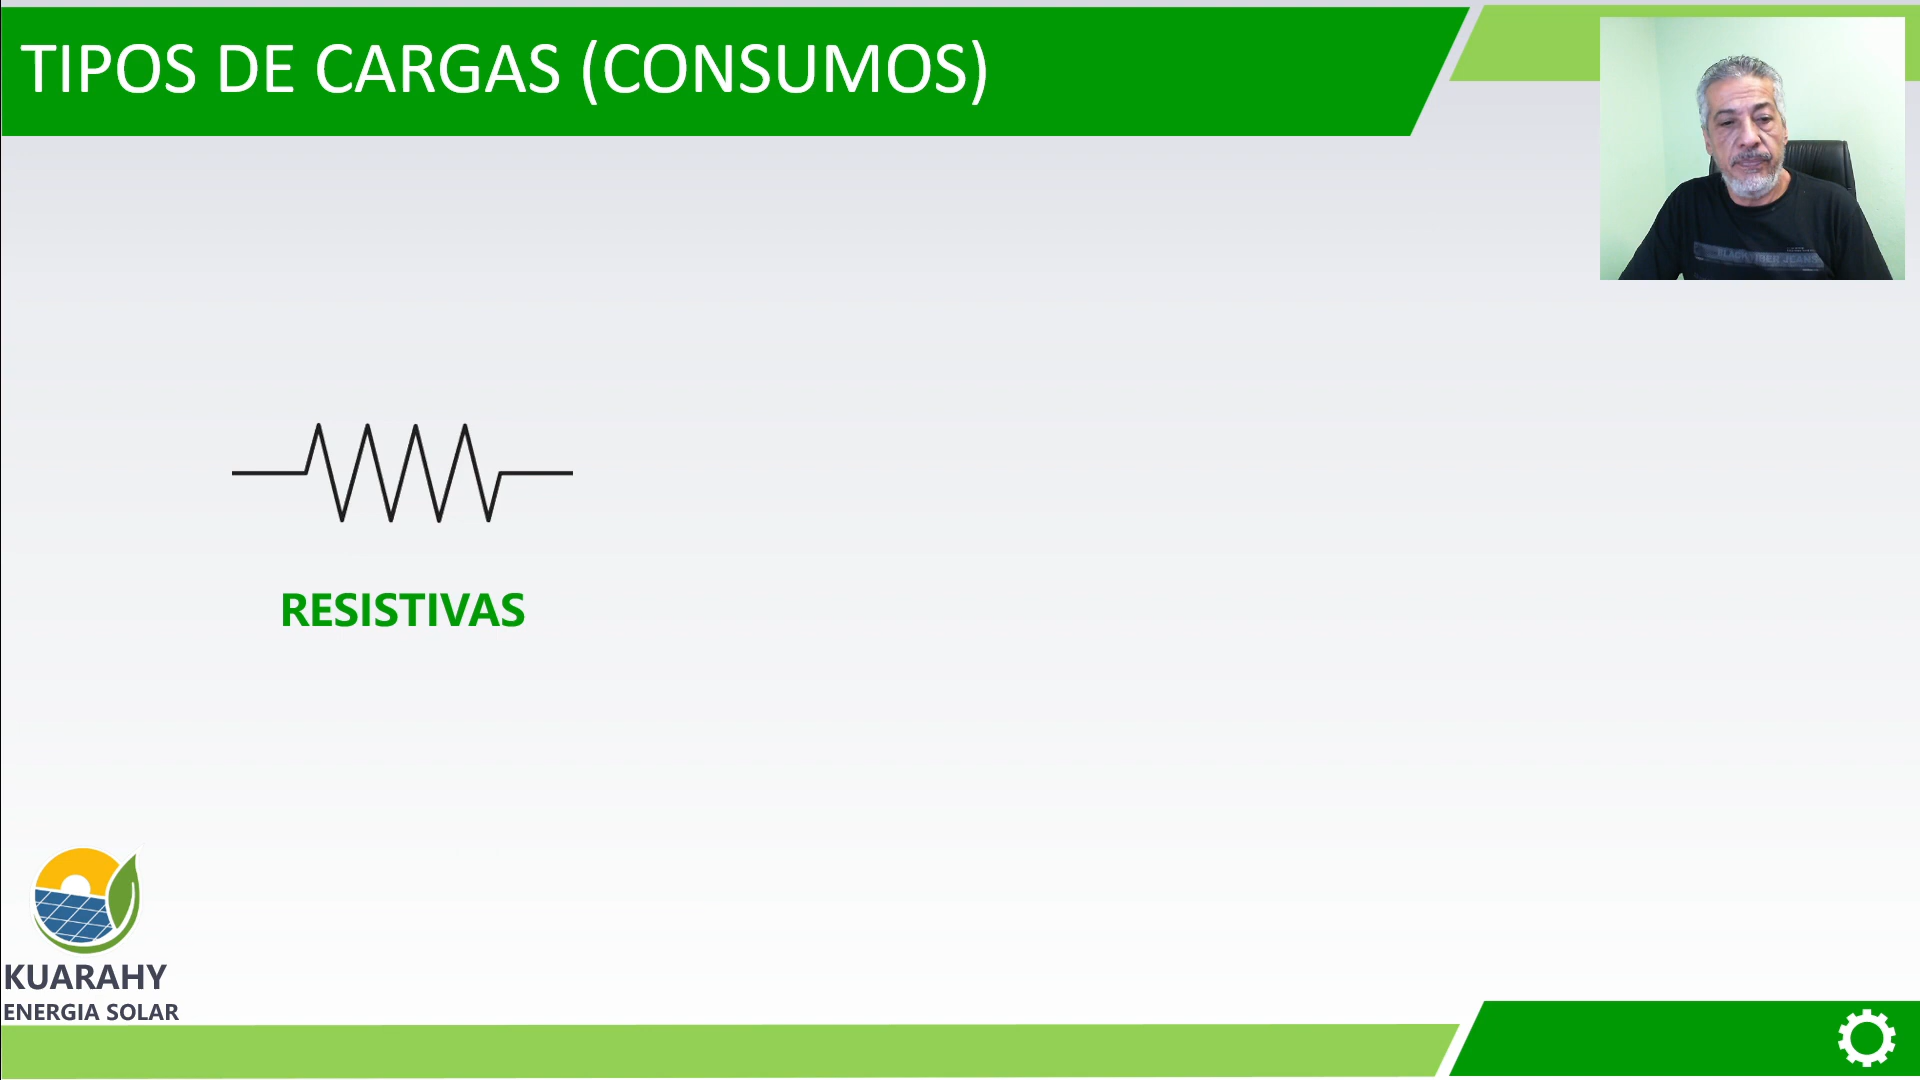 TIPOS DE CARGAS (CONSUMOS)
RESISTIVAS
KUARAHY
ENERGIA SOLAR